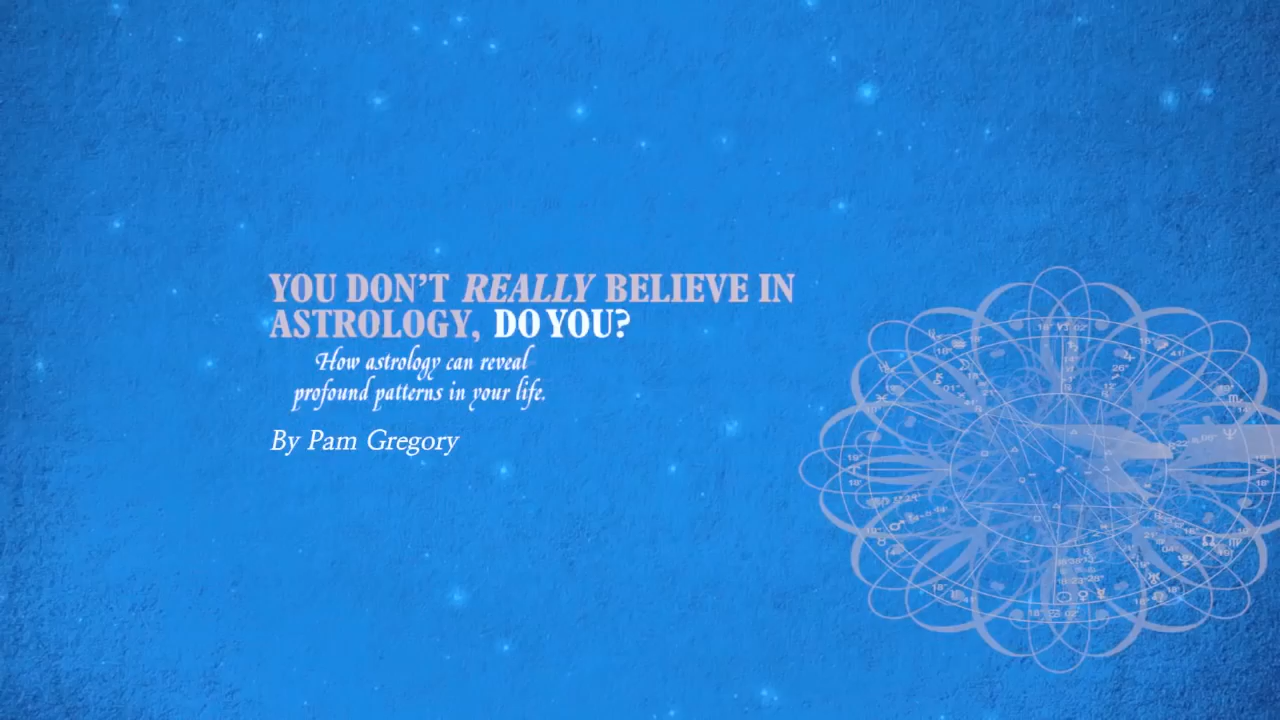 YOU DON'T REALLY BELIEVE IN
ASTROLOGY, DO YOU?
How astrology can reveal
profound patterns in your life.
By Pam Gregory